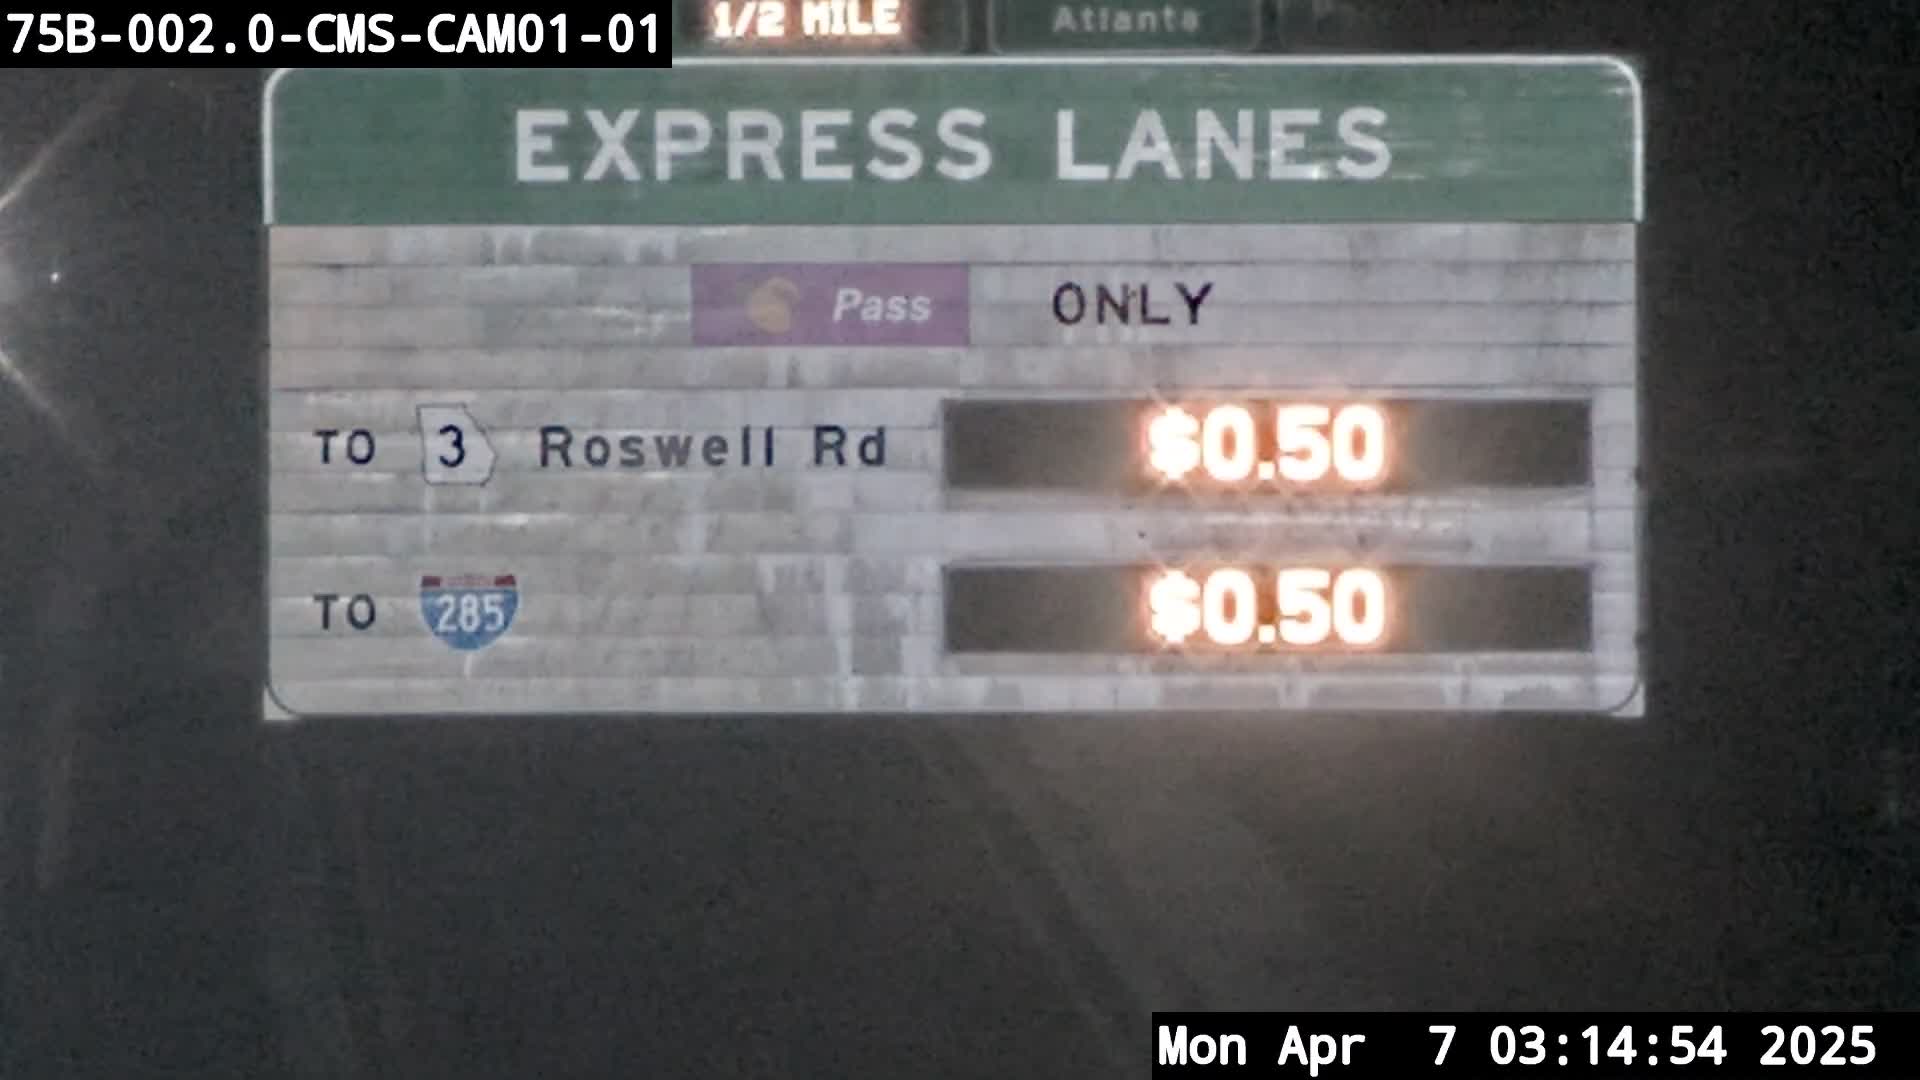 75B-002.0-CMS-CAM01-01
1/2 MILE
Atlanta
EXPRESS LANES
Pass ONLY
TO 3 Roswell Rd $0.50
TO 285 $0.50
Mon Apr 7 03:14:54 2025